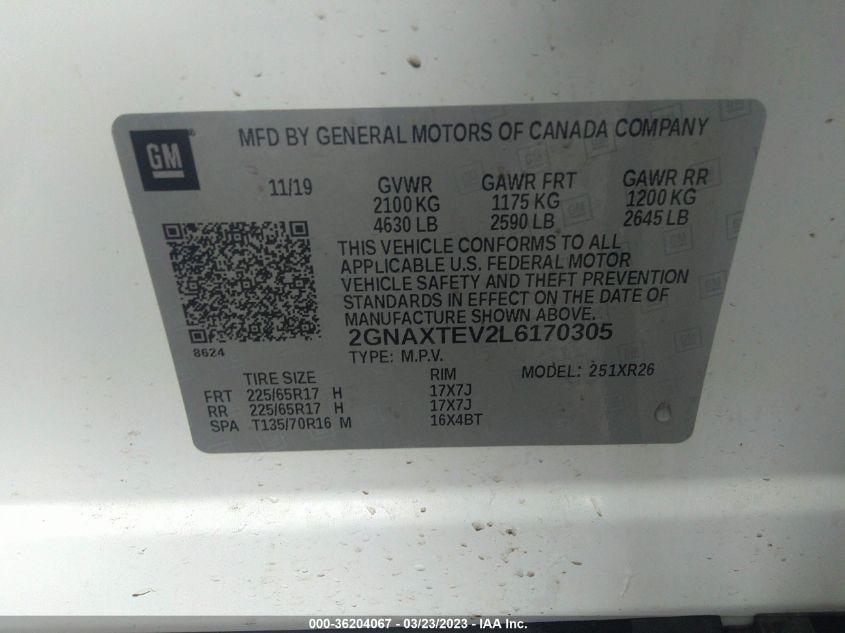 GM ®
MFD BY GENERAL MOTORS OF CANADA COMPANY
11/19 GVWR GAWR FRT GAWR RR
2100 KG 1175 KG 1200 KG
4630 LB 2590 LB 2645 LB
THIS VEHICLE CONFORMS TO ALL
APPLICABLE U.S. FEDERAL MOTOR
VEHICLE SAFETY AND THEFT PREVENTION
STANDARDS IN EFFECT ON THE DATE OF
MANUFACTURE SHOWN ABOVE.
2GNAXTEV2L6170305
8624
TYPE: M.P.V.
TIRE SIZE RIM MODEL: 251XR26
FRT 225/65R17 H 17X7J
RR 225/65R17 H 17X7J
SPA T135/70R16 M 16X4BT
000-36204067 - 03/23/2023 - IAA Inc.